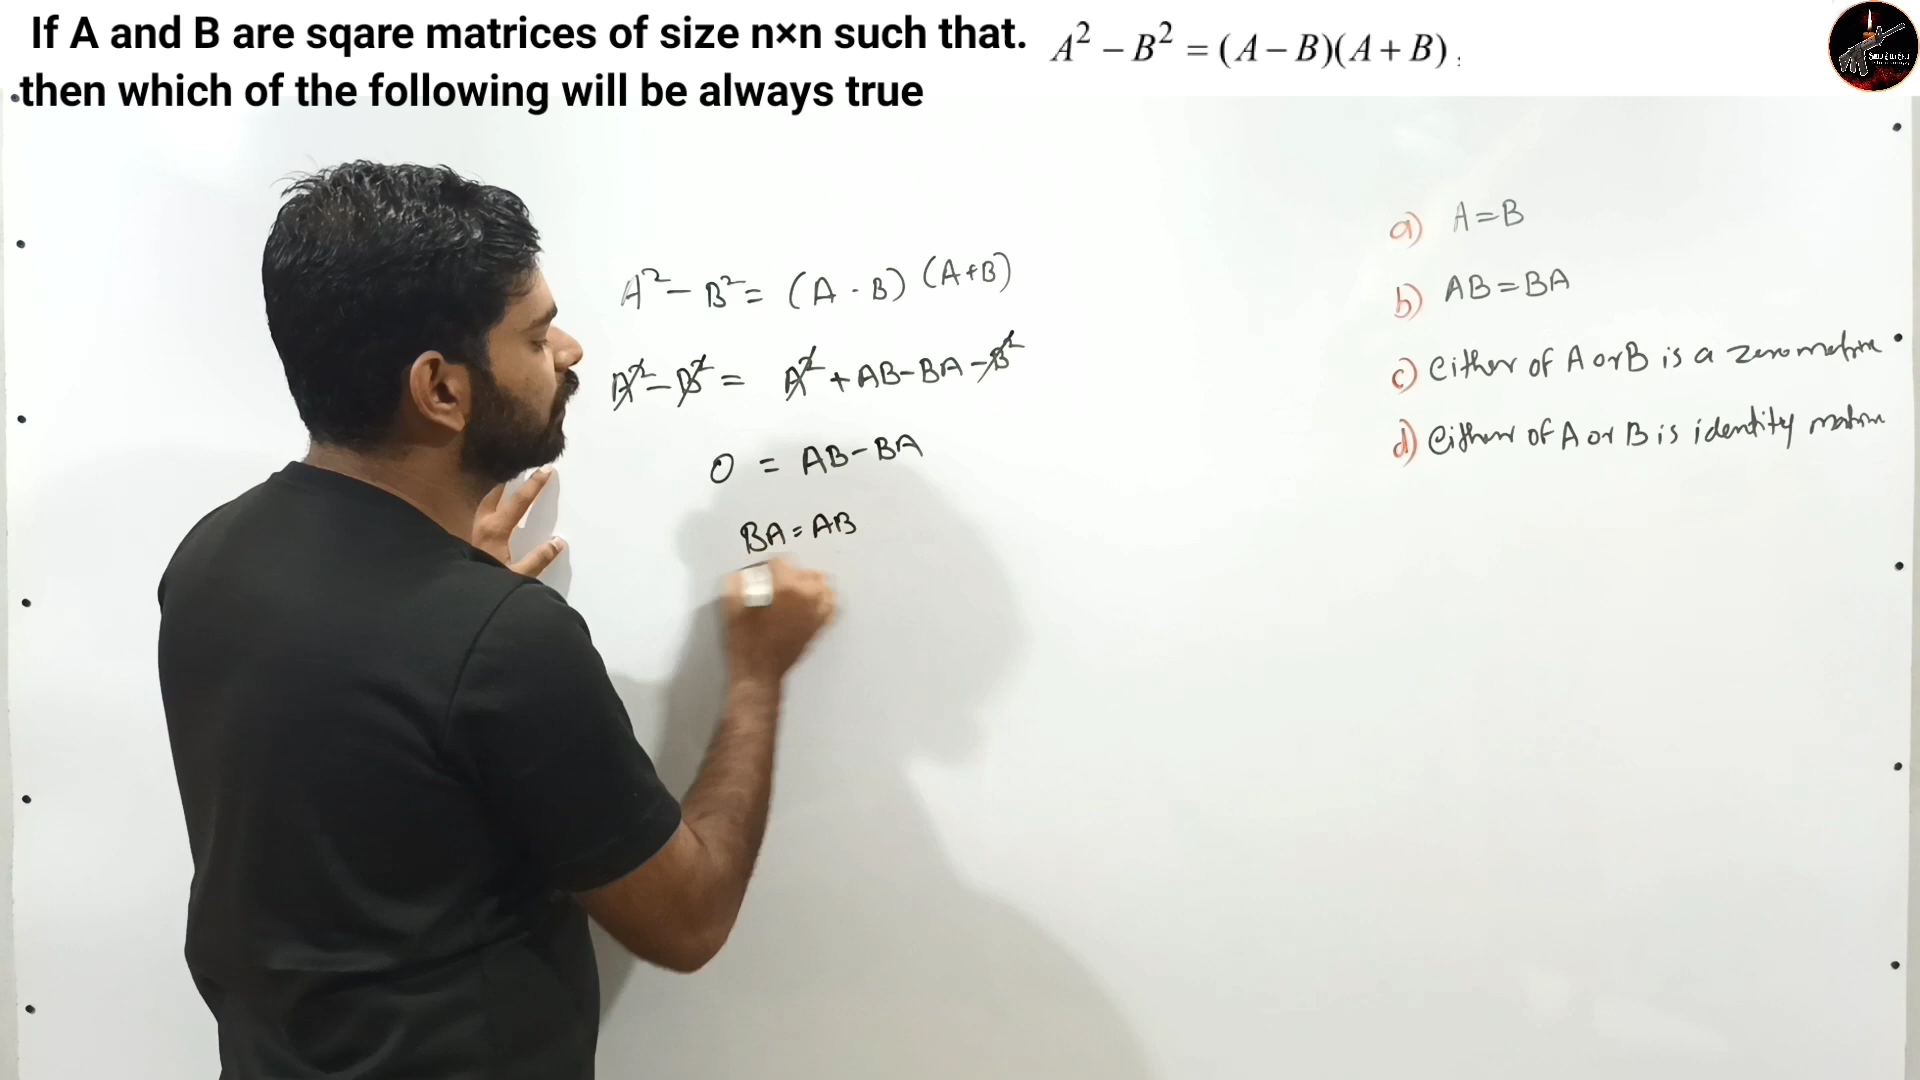 If A and B are sqare matrices of size n×n such that. A² – B² = (A – B)(A + B) ;
.then which of the following will be always true
A² – B² = (A - B) (A+B)
A² – B² = A² + AB – BA – B²
0 = AB – BA
BA = AB
a) A = B
b) AB = BA
c) either of A or B is a zero matrix
d) either of A or B is identity matrix